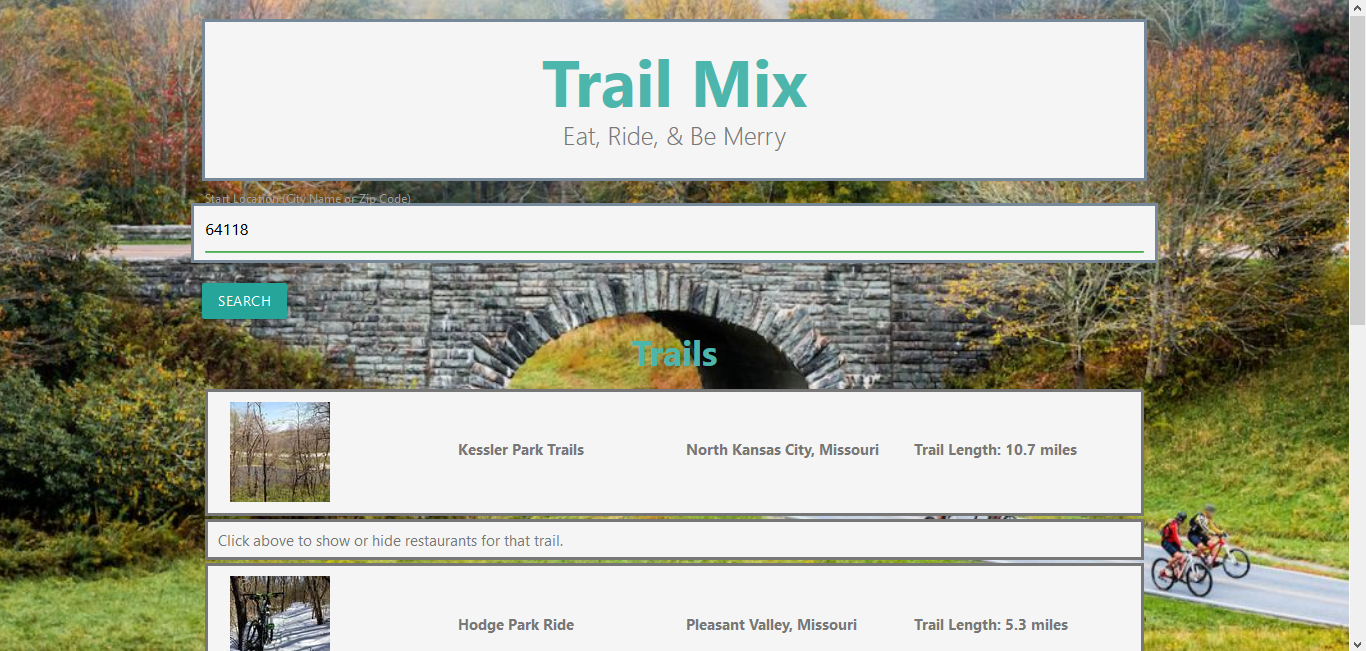 Trail Mix
Eat, Ride, & Be Merry
Start Location (City Name or Zip Code)
64118
SEARCH
Trails
Kessler Park Trails North Kansas City, Missouri Trail Length: 10.7 miles
Click above to show or hide restaurants for that trail.
Hodge Park Ride Pleasant Valley, Missouri Trail Length: 5.3 miles